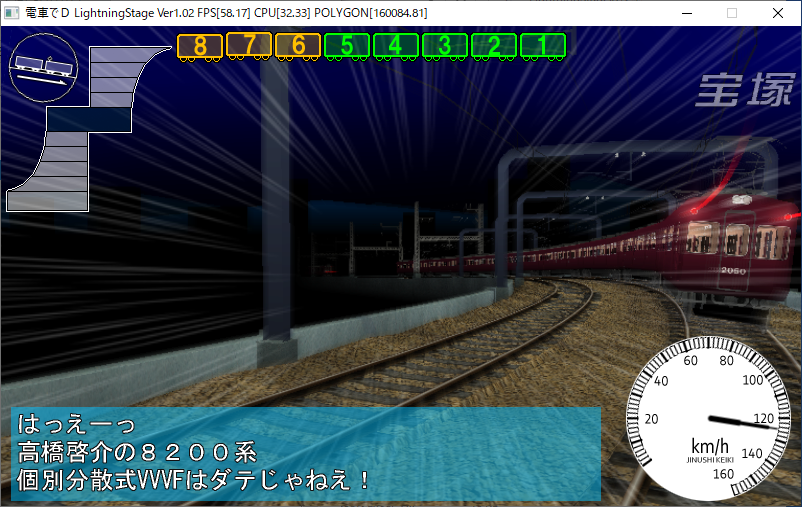 電車でD LightningStage Ver1.02 FPS[58.17] CPU[32.33] POLYGON[160084.81]
8 7 6 5 4 3 2 1
宝塚
2050
はっえーっ
高橋啓介の8200系
個別分散式VVVFはダテじゃねえ!
20 40 60 80 100 120 140 160
km/h
JINUSHI KEIKI